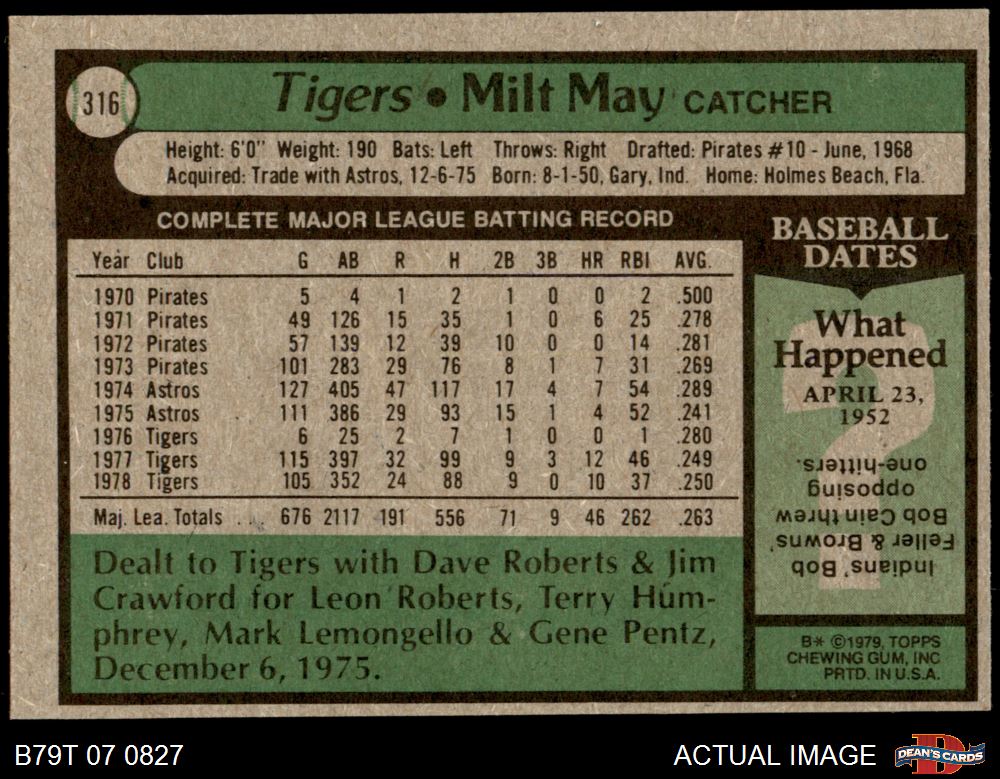 316
Tigers • Milt May CATCHER
Height: 6'0" Weight: 190 Bats: Left Throws: Right Drafted: Pirates #10 - June, 1968
Acquired: Trade with Astros, 12-6-75 Born: 8-1-50, Gary, Ind. Home: Holmes Beach, Fla.
COMPLETE MAJOR LEAGUE BATTING RECORD
Year Club G AB R H 2B 3B HR RBI AVG.
1970 Pirates 5 4 1 2 1 0 0 2 .500
1971 Pirates 49 126 15 35 1 0 6 25 .278
1972 Pirates 57 139 12 39 10 0 0 14 .281
1973 Pirates 101 283 29 76 8 1 7 31 .269
1974 Astros 127 405 47 117 17 4 7 54 .289
1975 Astros 111 386 29 93 15 1 4 52 .241
1976 Tigers 6 25 2 7 1 0 0 1 .280
1977 Tigers 115 397 32 99 9 3 12 46 .249
1978 Tigers 105 352 24 88 9 0 10 37 .250
Maj. Lea. Totals . . . 676 2117 191 556 71 9 46 262 .263
Dealt to Tigers with Dave Roberts & Jim
Crawford for Leon Roberts, Terry Hum-
phrey, Mark Lemongello & Gene Pentz,
December 6, 1975.
BASEBALL
DATES
What
Happened
APRIL 23,
1952
?
Indians' Bob
Feller & Browns'
Bob Cain threw
opposing
one-hitters.
B* ©1979, TOPPS
CHEWING GUM, INC
PRTD. IN U.S.A.
B79T 07 0827
ACTUAL IMAGE
DEAN'S CARDS